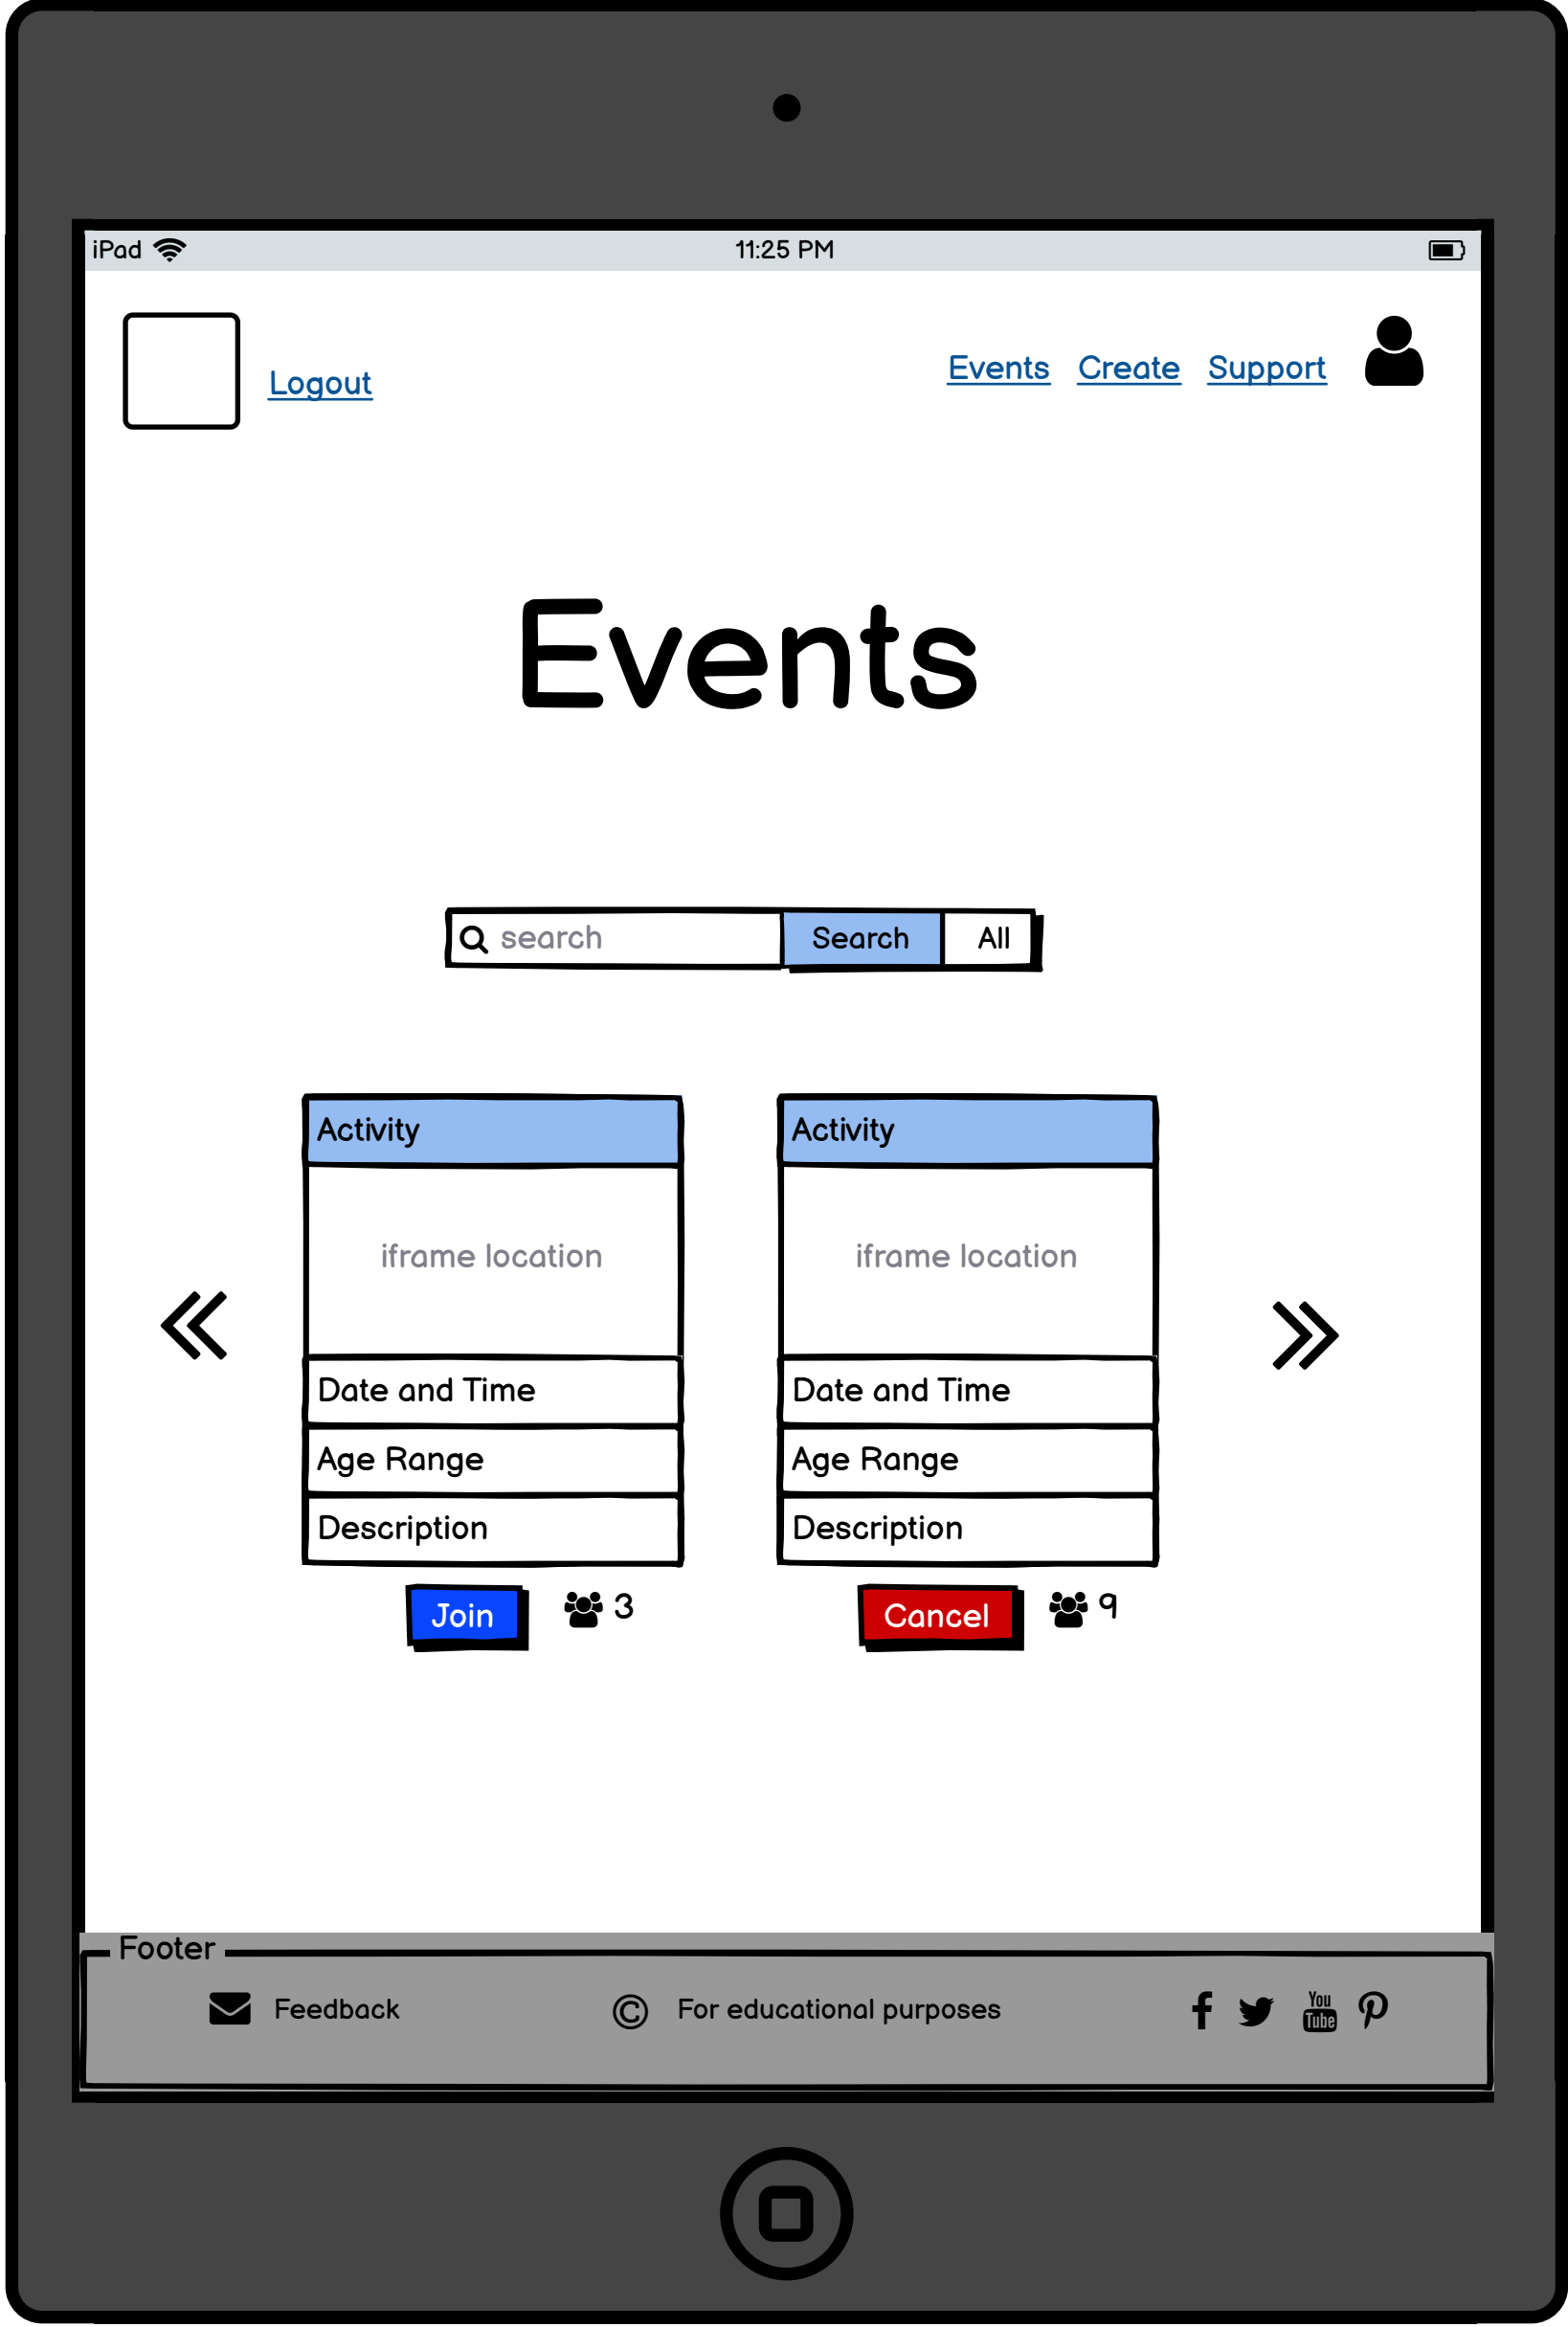 iPad 11:25 PM
Logout Events Create Support
Events
search Search All
Activity Activity
iframe location iframe location
Date and Time Date and Time
Age Range Age Range
Description Description
Join 3 Cancel 9
Footer
Feedback © For educational purposes f You Tube